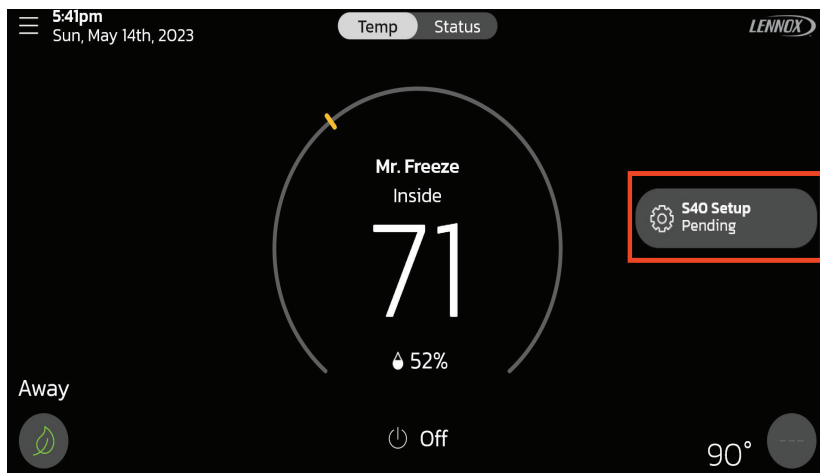 5:41pm
Sun, May 14th, 2023
Temp Status
LENNOX
Mr. Freeze
Inside
71
52%
S40 Setup
Pending
Away
Off
90°
---